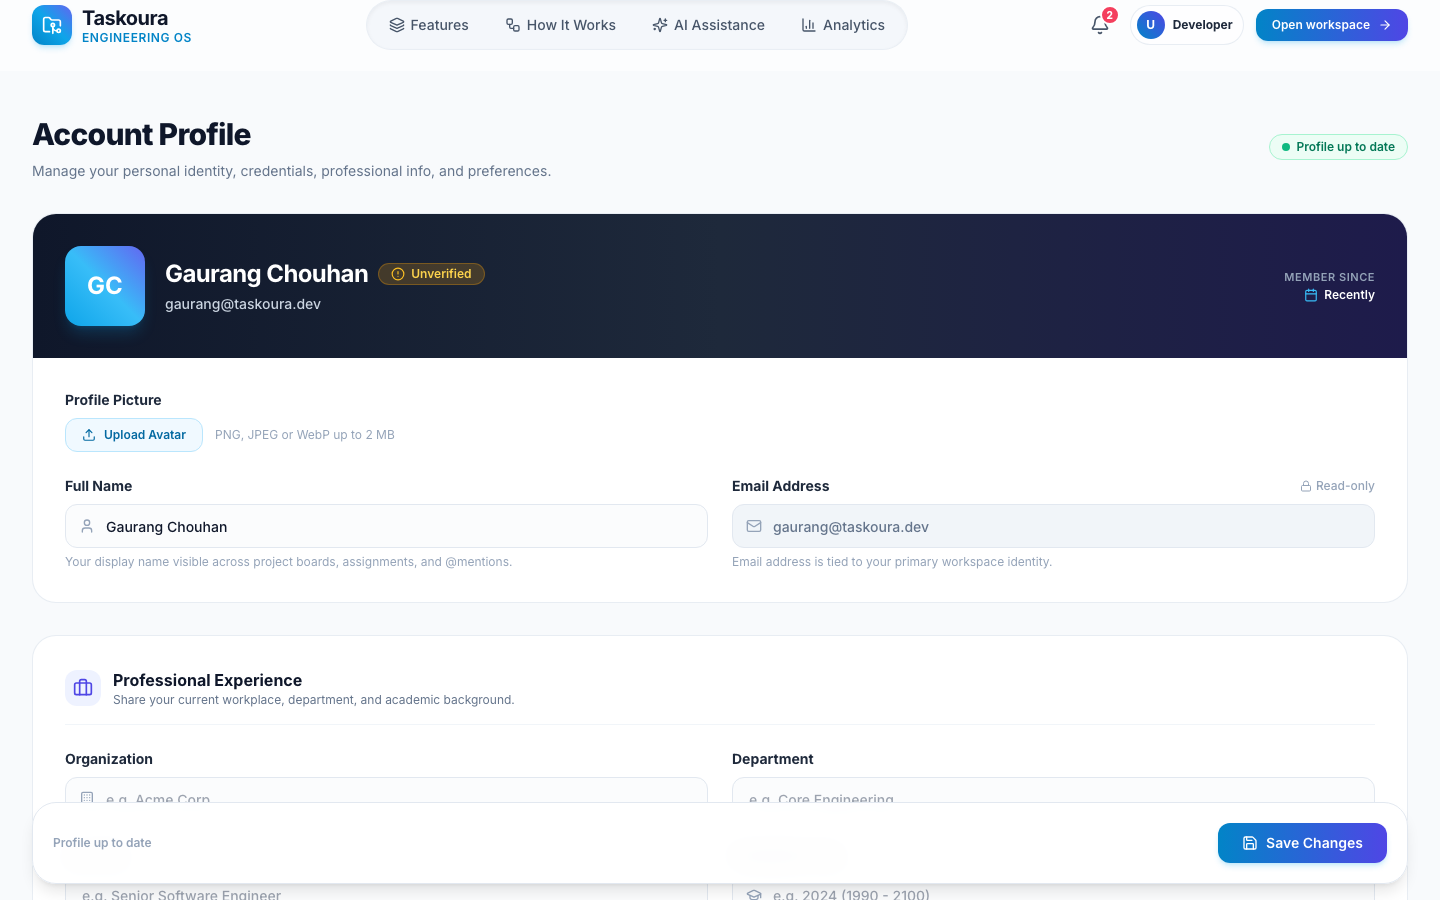 Taskoura
ENGINEERING OS
Features
How It Works
AI Assistance
Analytics
2
U
Developer
Open workspace
Account Profile
Manage your personal identity, credentials, professional info, and preferences.
Profile up to date
GC
Gaurang Chouhan
Unverified
gaurang@taskoura.dev
MEMBER SINCE
Recently
Profile Picture
Upload Avatar
PNG, JPEG or WebP up to 2 MB
Full Name
Gaurang Chouhan
Your display name visible across project boards, assignments, and @mentions.
Email Address
Read-only
gaurang@taskoura.dev
Email address is tied to your primary workspace identity.
Professional Experience
Share your current workplace, department, and academic background.
Organization
e.g. Acme Corp
Department
e.g. Core Engineering
Profile up to date
Save Changes
e.g. Senior Software Engineer
e.g. 2024 (1990 - 2100)